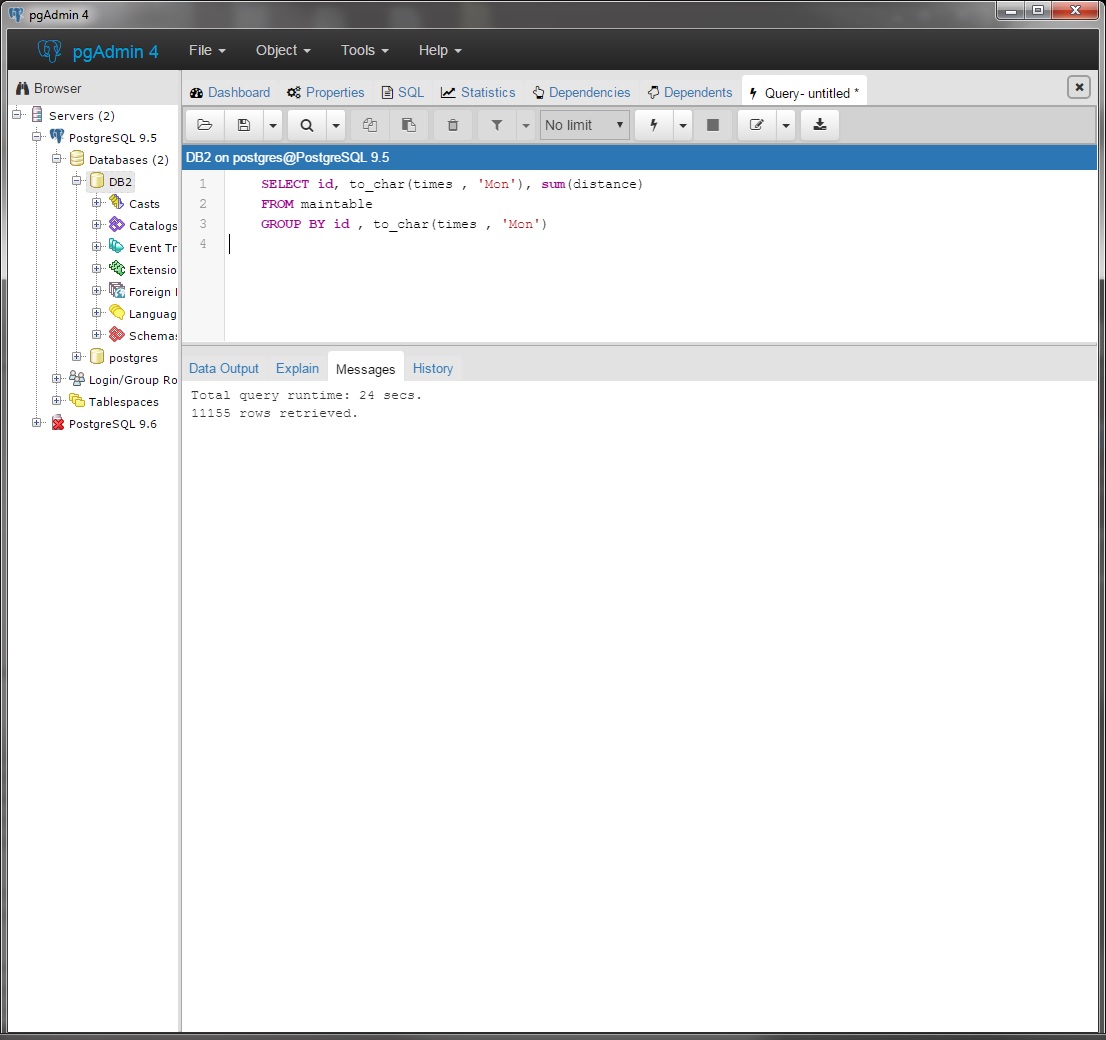 pgAdmin 4
pgAdmin 4 File Object Tools Help
Browser
Dashboard Properties SQL Statistics Dependencies Dependents Query- untitled *
Servers (2)
PostgreSQL 9.5
Databases (2)
DB2
Casts
Catalogs
Event Tr
Extensio
Foreign
Languag
Schemas
postgres
Login/Group Ro
Tablespaces
PostgreSQL 9.6
No limit
DB2 on postgres@PostgreSQL 9.5
1 SELECT id, to_char(times , 'Mon'), sum(distance)
2 FROM maintable
3 GROUP BY id , to_char(times , 'Mon')
4
Data Output Explain Messages History
Total query runtime: 24 secs.
11155 rows retrieved.